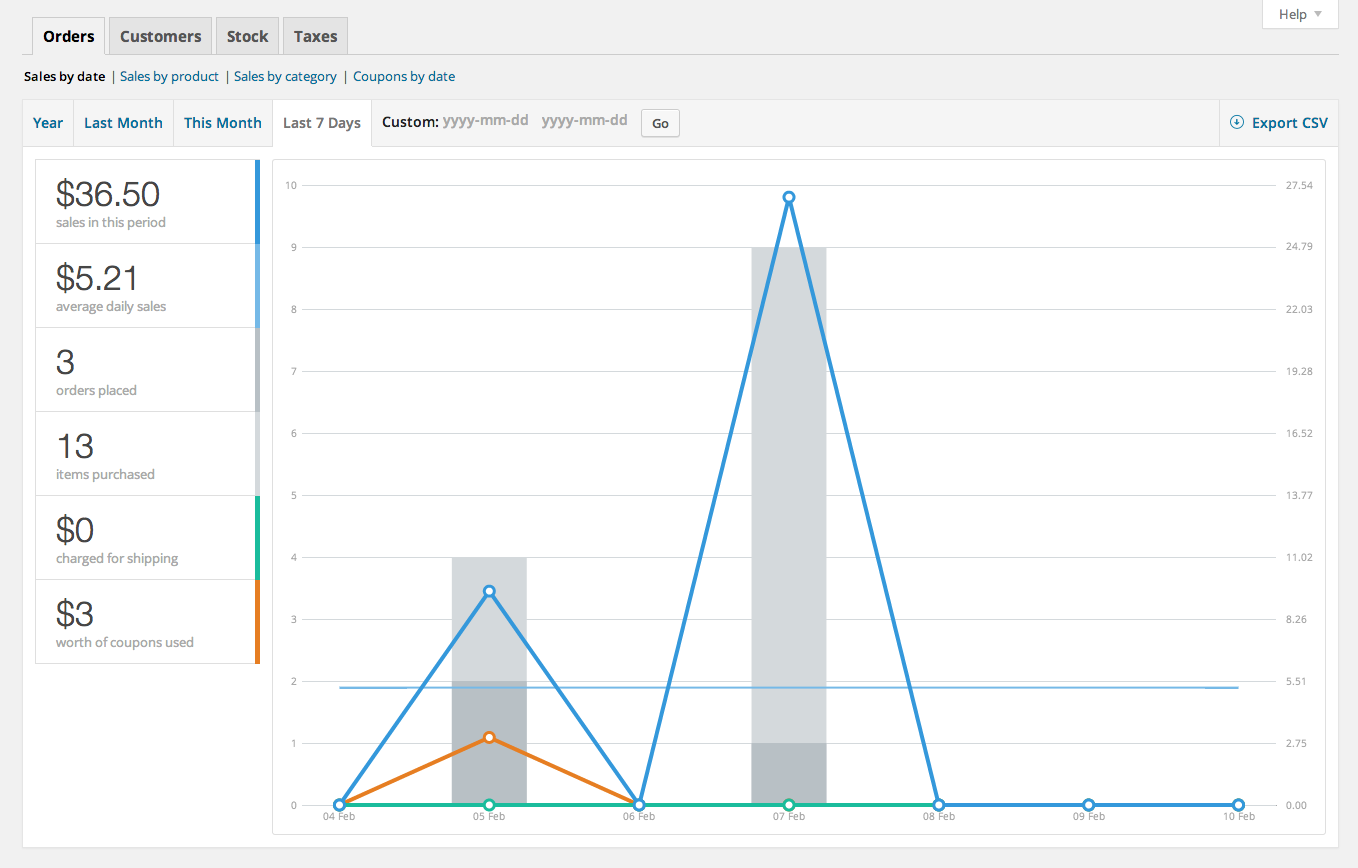 Help
Orders Customers Stock Taxes
Sales by date | Sales by product | Sales by category | Coupons by date
Year Last Month This Month Last 7 Days Custom: yyyy-mm-dd yyyy-mm-dd Go Export CSV
$36.50
sales in this period
$5.21
average daily sales
3
orders placed
13
items purchased
$0
charged for shipping
$3
worth of coupons used
10 27.54
9 24.79
8 22.03
7 19.28
6 16.52
5 13.77
4 11.02
3 8.26
2 5.51
1 2.75
0 0.00
04 Feb 05 Feb 06 Feb 07 Feb 08 Feb 09 Feb 10 Feb